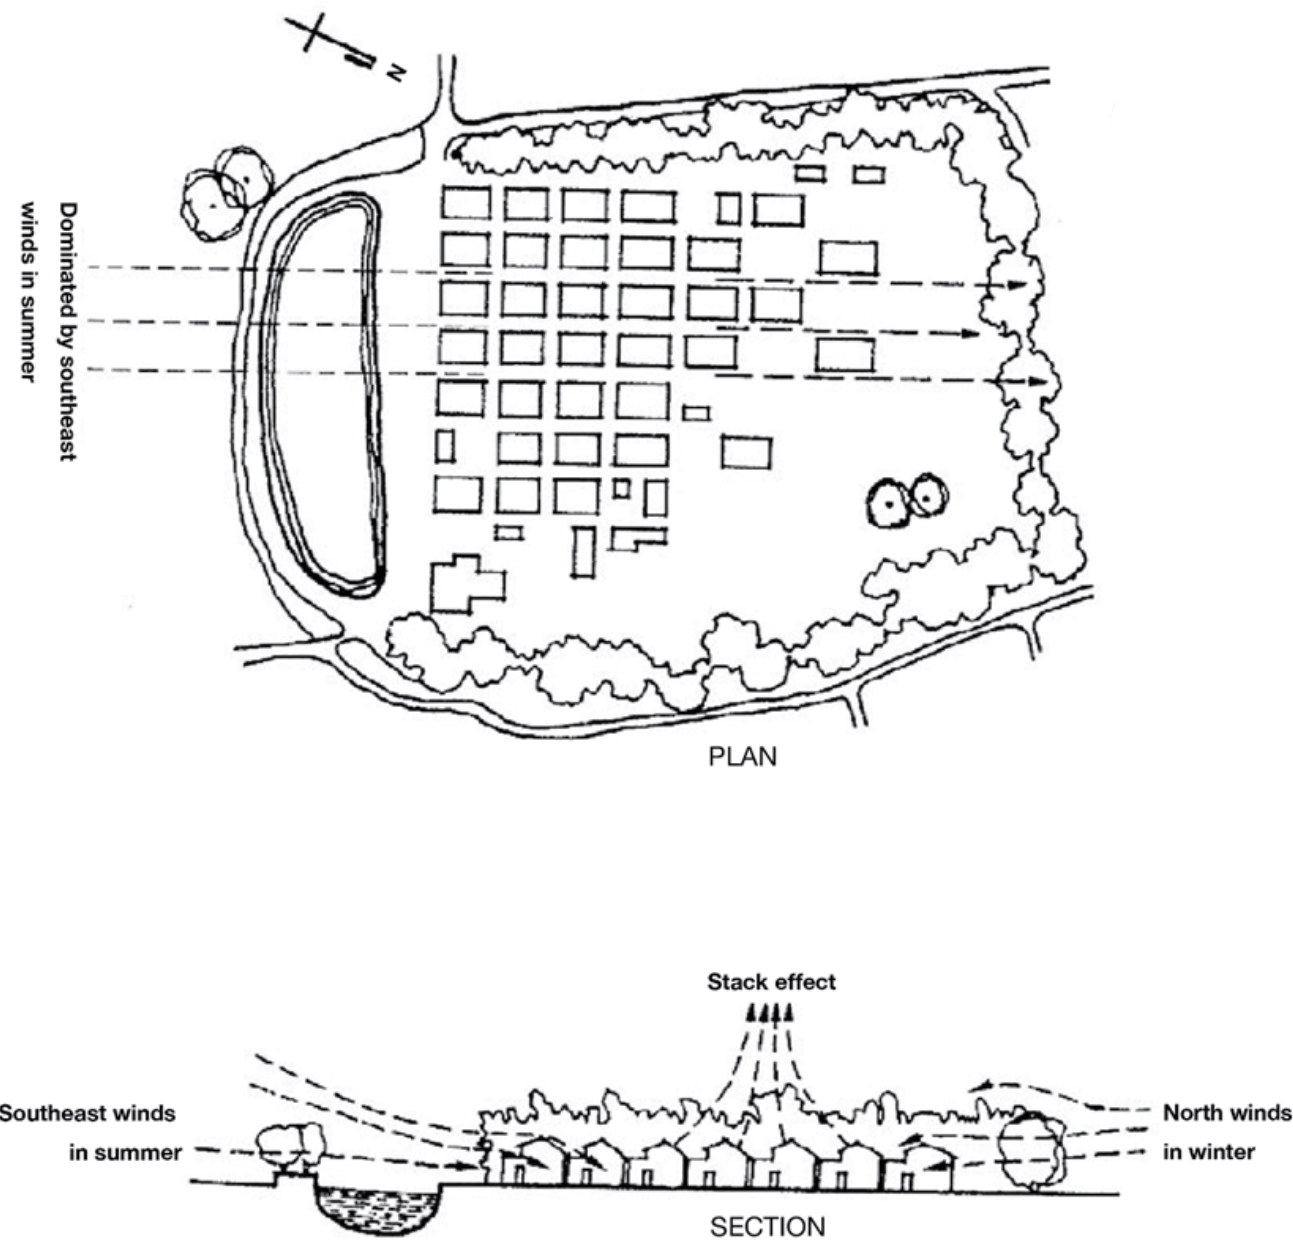 N
Dominated by southeast
winds in summer
PLAN
Stack effect
Southeast winds
in summer
North winds
in winter
SECTION